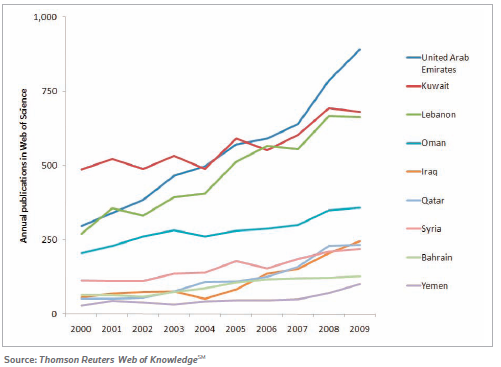 1,000
750
500
250
0
Annual publications in Web of Science
2000 2001 2002 2003 2004 2005 2006 2007 2008 2009
United Arab
Emirates
Kuwait
Lebanon
Oman
Iraq
Qatar
Syria
Bahrain
Yemen
Source: Thomson Reuters Web of Knowledge℠